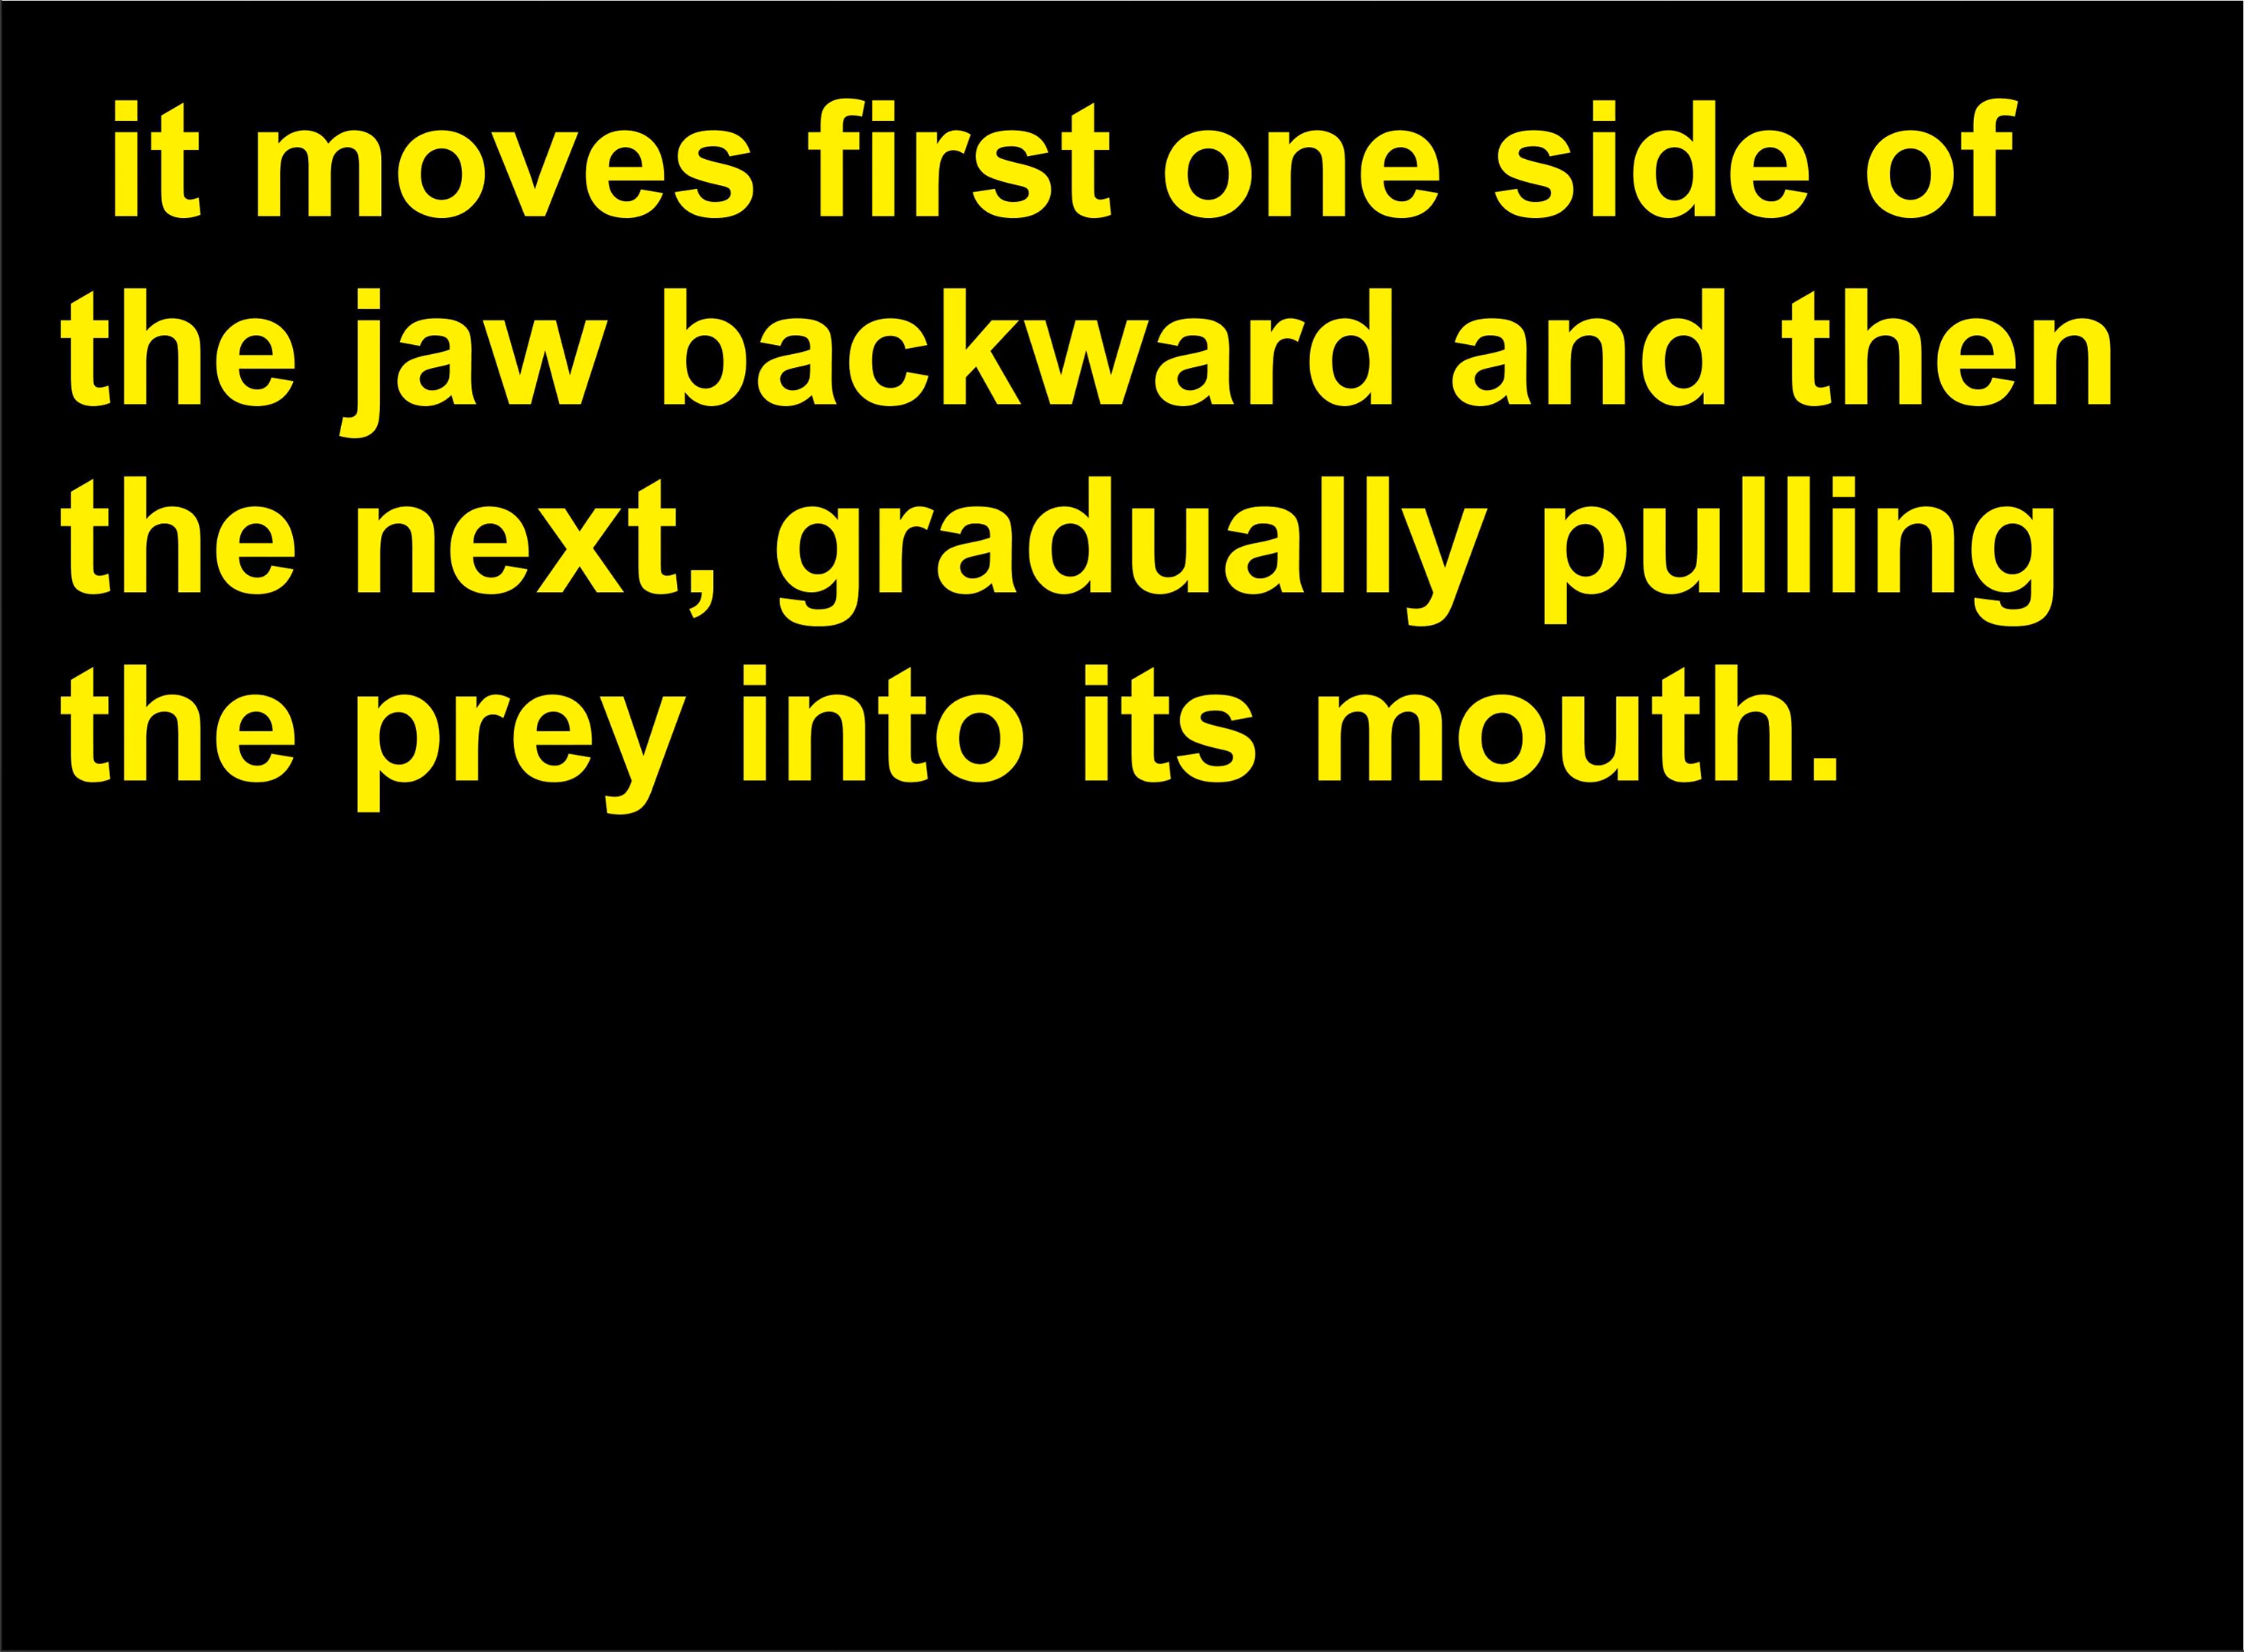 it moves first one side of
the jaw backward and then
the next, gradually pulling
the prey into its mouth.